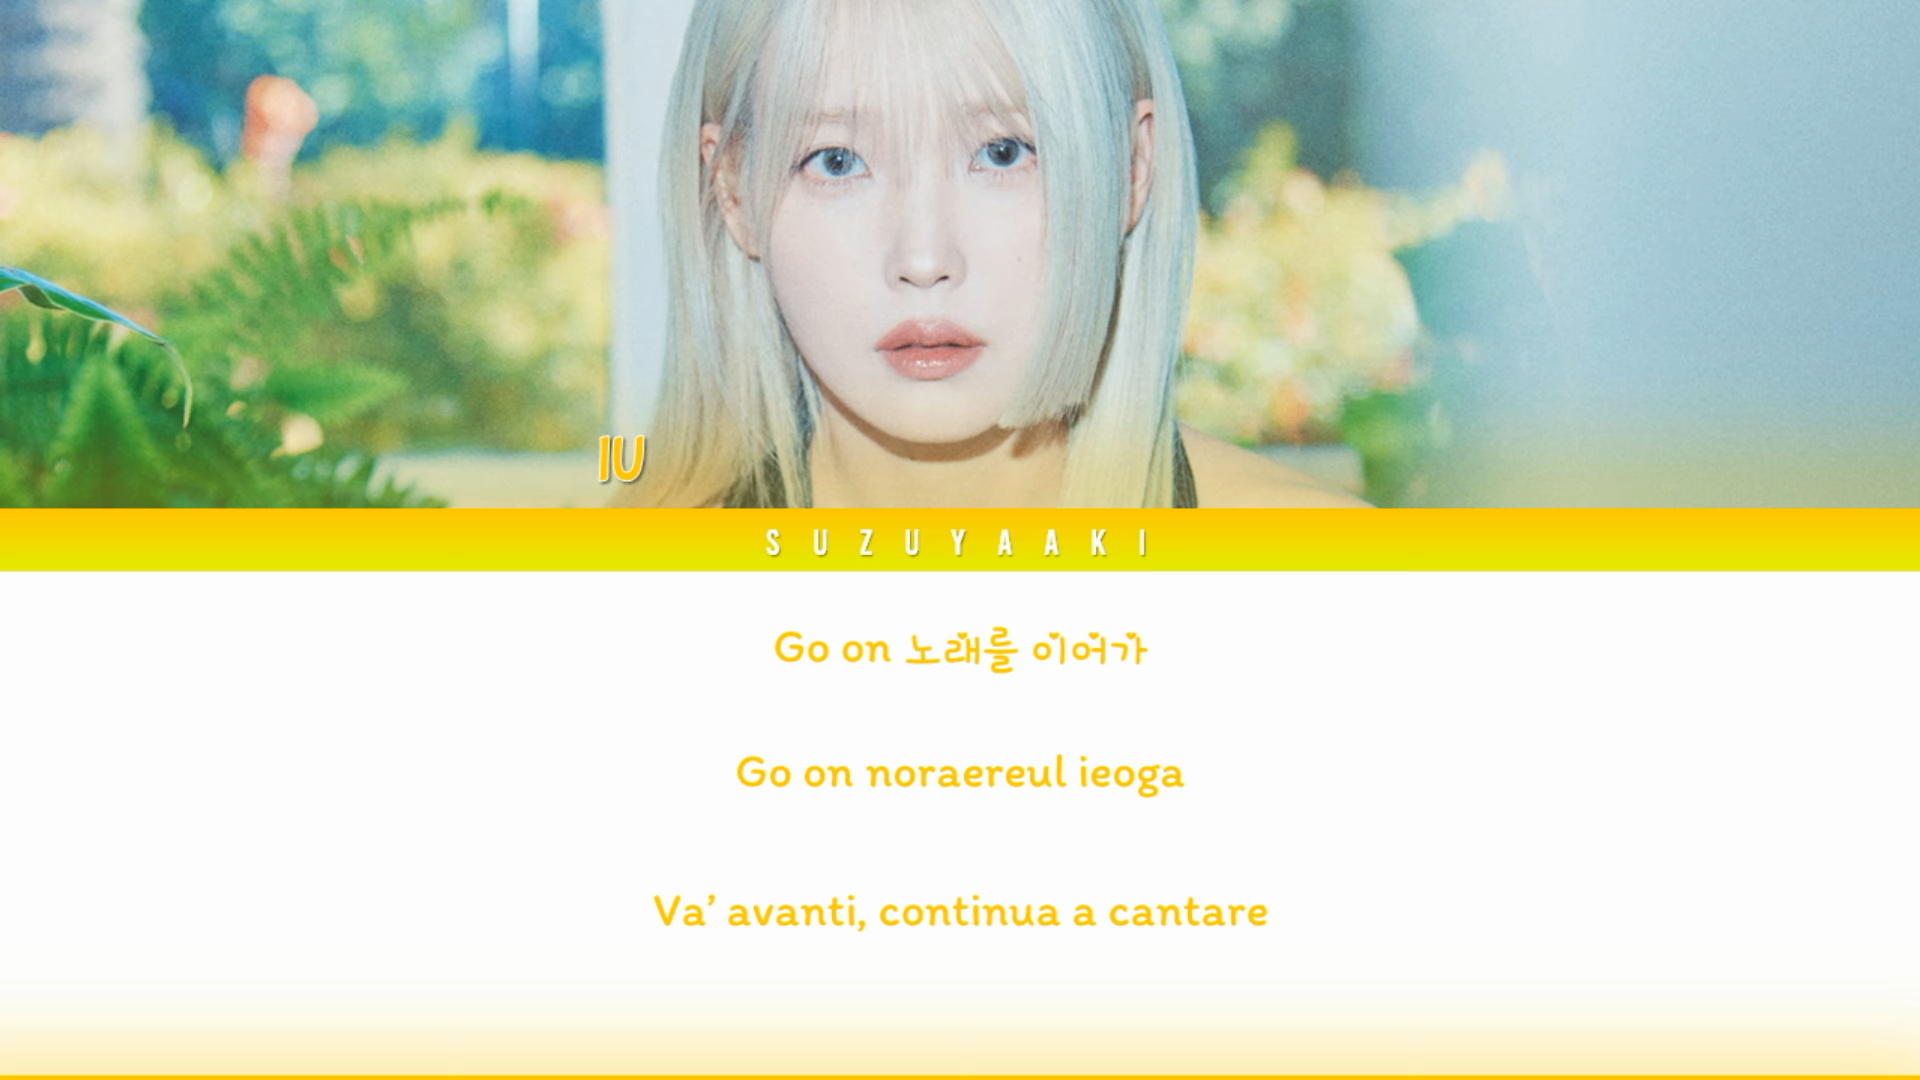 IU
SUZUYAAKI
Go on 노래를 이어가
Go on noraereul ieoga
Va’ avanti, continua a cantare